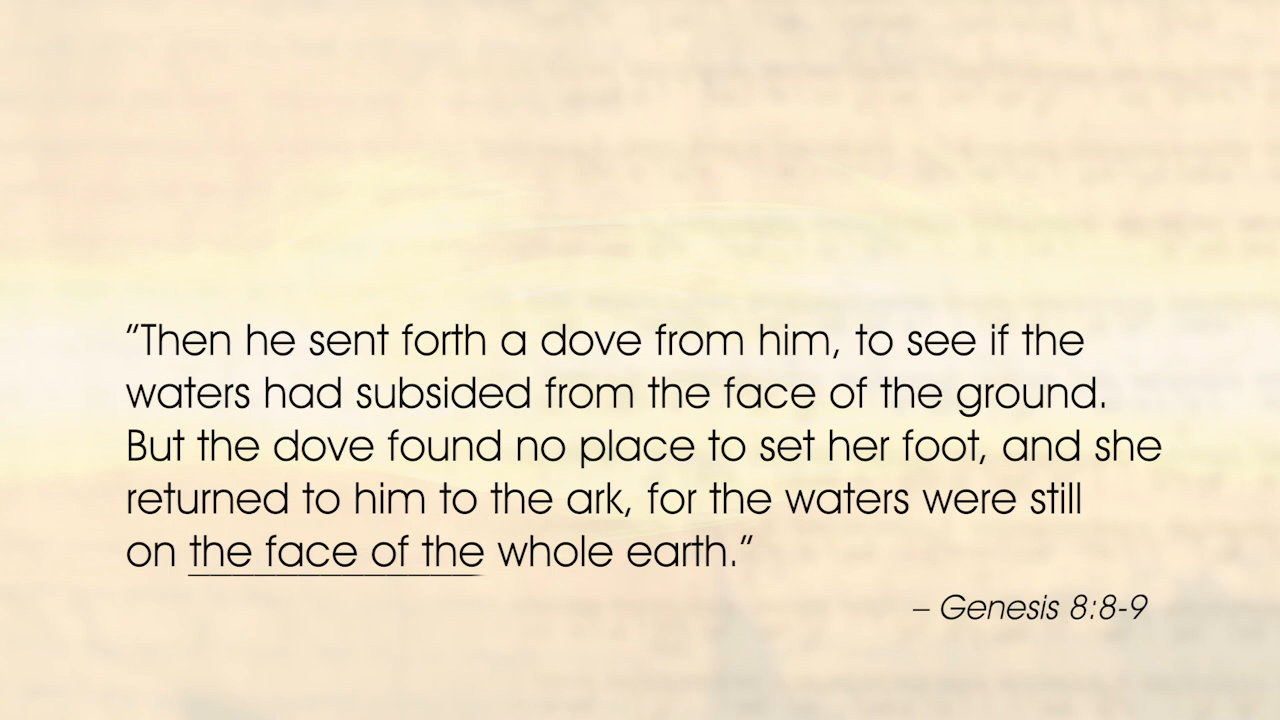 ”Then he sent forth a dove from him, to see if the
waters had subsided from the face of the ground.
But the dove found no place to set her foot, and she
returned to him to the ark, for the waters were still
on the face of the whole earth.”
– Genesis 8:8-9